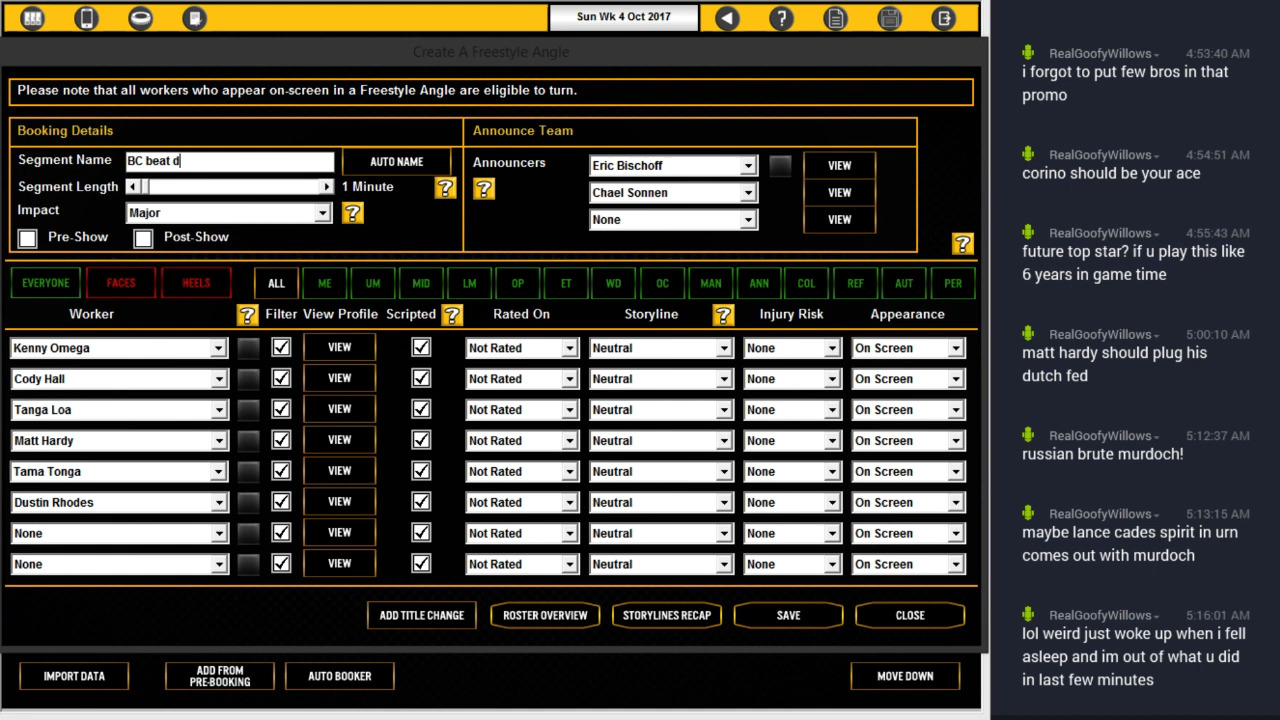 Sun Wk 4 Oct 2017
Create A Freestyle Angle
Please note that all workers who appear on-screen in a Freestyle Angle are eligible to turn.
Booking Details
Segment Name BC beat d AUTO NAME
Segment Length 1 Minute ?
Impact Major ?
Pre-Show Post-Show
Announce Team
Announcers Eric Bischoff VIEW
? Chael Sonnen VIEW
None VIEW
?
EVERYONE FACES HEELS ALL ME UM MID LM OP ET WD OC MAN ANN COL REF AUT PER
Worker ? Filter View Profile Scripted ? Rated On Storyline ? Injury Risk Appearance
Kenny Omega VIEW Not Rated Neutral None On Screen
Cody Hall VIEW Not Rated Neutral None On Screen
Tanga Loa VIEW Not Rated Neutral None On Screen
Matt Hardy VIEW Not Rated Neutral None On Screen
Tama Tonga VIEW Not Rated Neutral None On Screen
Dustin Rhodes VIEW Not Rated Neutral None On Screen
None VIEW Not Rated Neutral None On Screen
None VIEW Not Rated Neutral None On Screen
ADD TITLE CHANGE ROSTER OVERVIEW STORYLINES RECAP SAVE CLOSE
IMPORT DATA ADD FROM PRE-BOOKING AUTO BOOKER MOVE DOWN
RealGoofyWillows 4:53:40 AM
i forgot to put few bros in that
promo
RealGoofyWillows 4:54:51 AM
corino should be your ace
RealGoofyWillows 4:55:43 AM
future top star? if u play this like
6 years in game time
RealGoofyWillows 5:00:10 AM
matt hardy should plug his
dutch fed
RealGoofyWillows 5:12:37 AM
russian brute murdoch!
RealGoofyWillows 5:13:15 AM
maybe lance cades spirit in urn
comes out with murdoch
RealGoofyWillows 5:16:01 AM
lol weird just woke up when i fell
asleep and im out of what u did
in last few minutes